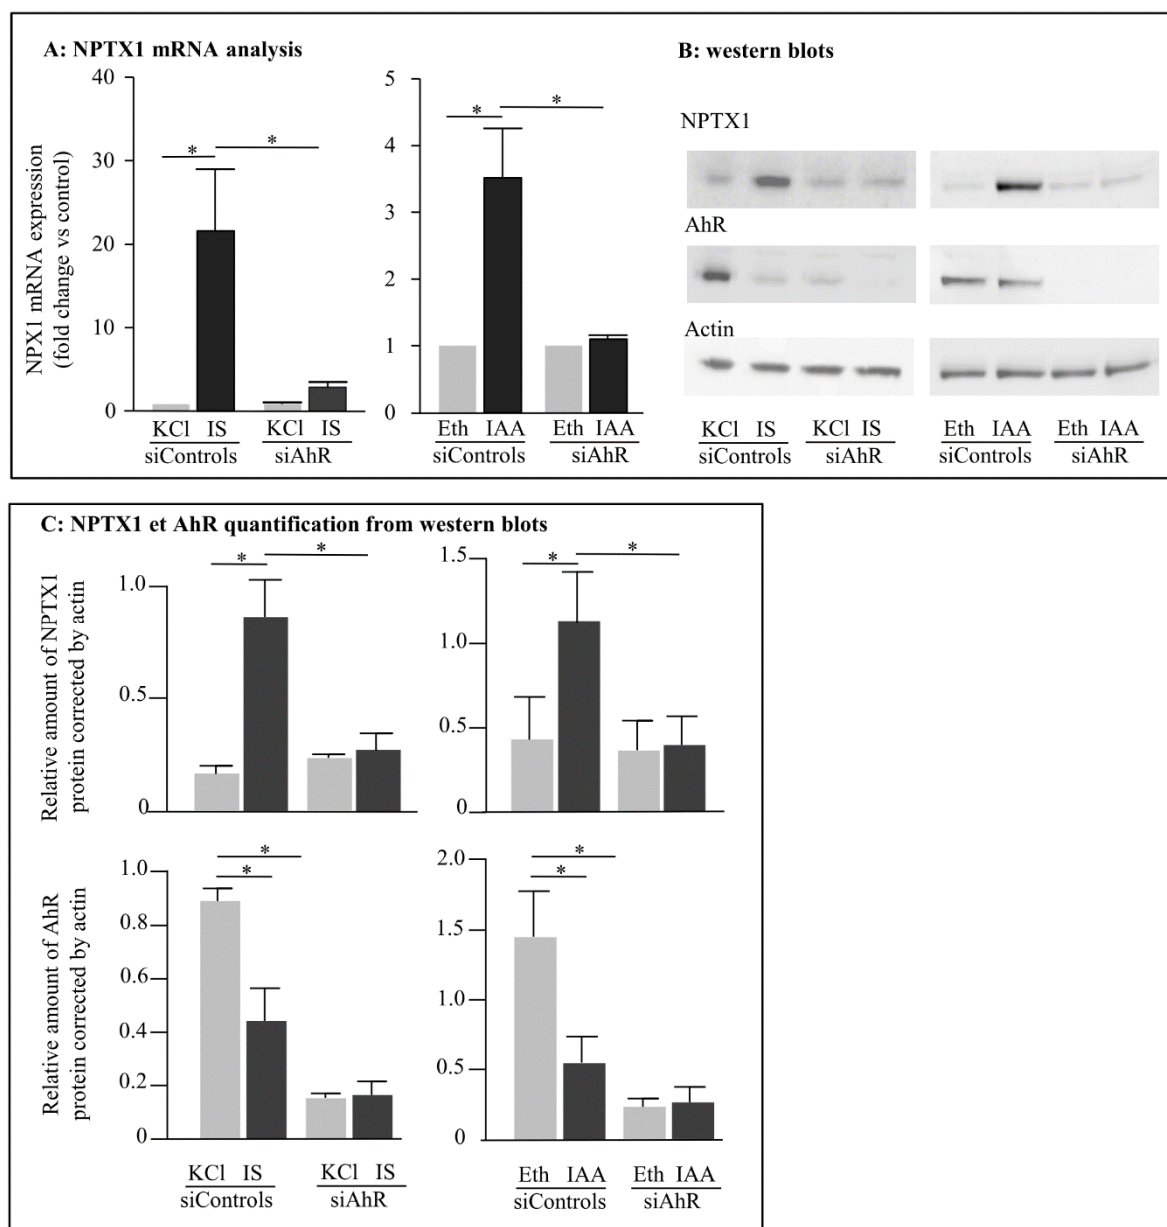 A: NPTX1 mRNA analysis
NPX1 mRNA expression
(fold change vs control)
40
30
20
10
0
*
*
KCl IS KCl IS
siControls siAhR
5
4
3
2
1
0
*
*
Eth IAA Eth IAA
siControls siAhR
B: western blots
NPTX1
AhR
Actin
KCl IS KCl IS Eth IAA Eth IAA
siControls siAhR siControls siAhR
C: NPTX1 et AhR quantification from western blots
Relative amount of NPTX1
protein corrected by actin
1.0
0.5
0
*
*
1.5
1.0
0.5
0
*
*
Relative amount of AhR
protein corrected by actin
1.0
0.8
0.6
0.4
0.2
0
*
*
KCl IS KCl IS
siControls siAhR
2.0
1.5
1.0
0.5
0
*
*
Eth IAA Eth IAA
siControls siAhR